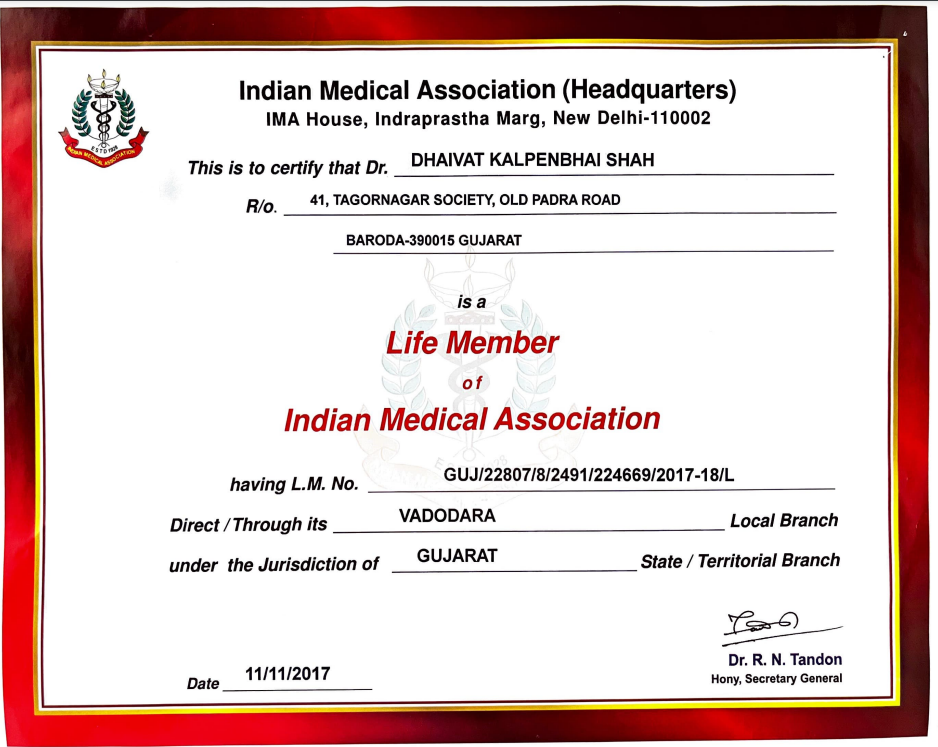 Indian Medical Association (Headquarters)
IMA House, Indraprastha Marg, New Delhi-110002
ESTD 1928
INDIAN MEDICAL ASSOCIATION
This is to certify that Dr. DHAIVAT KALPENBHAI SHAH
R/o. 41, TAGORNAGAR SOCIETY, OLD PADRA ROAD
BARODA-390015 GUJARAT
is a
Life Member
of
Indian Medical Association
having L.M. No. GUJ/22807/8/2491/224669/2017-18/L
Direct / Through its VADODARA Local Branch
under the Jurisdiction of GUJARAT State / Territorial Branch
Date 11/11/2017
Dr. R. N. Tandon
Hony, Secretary General